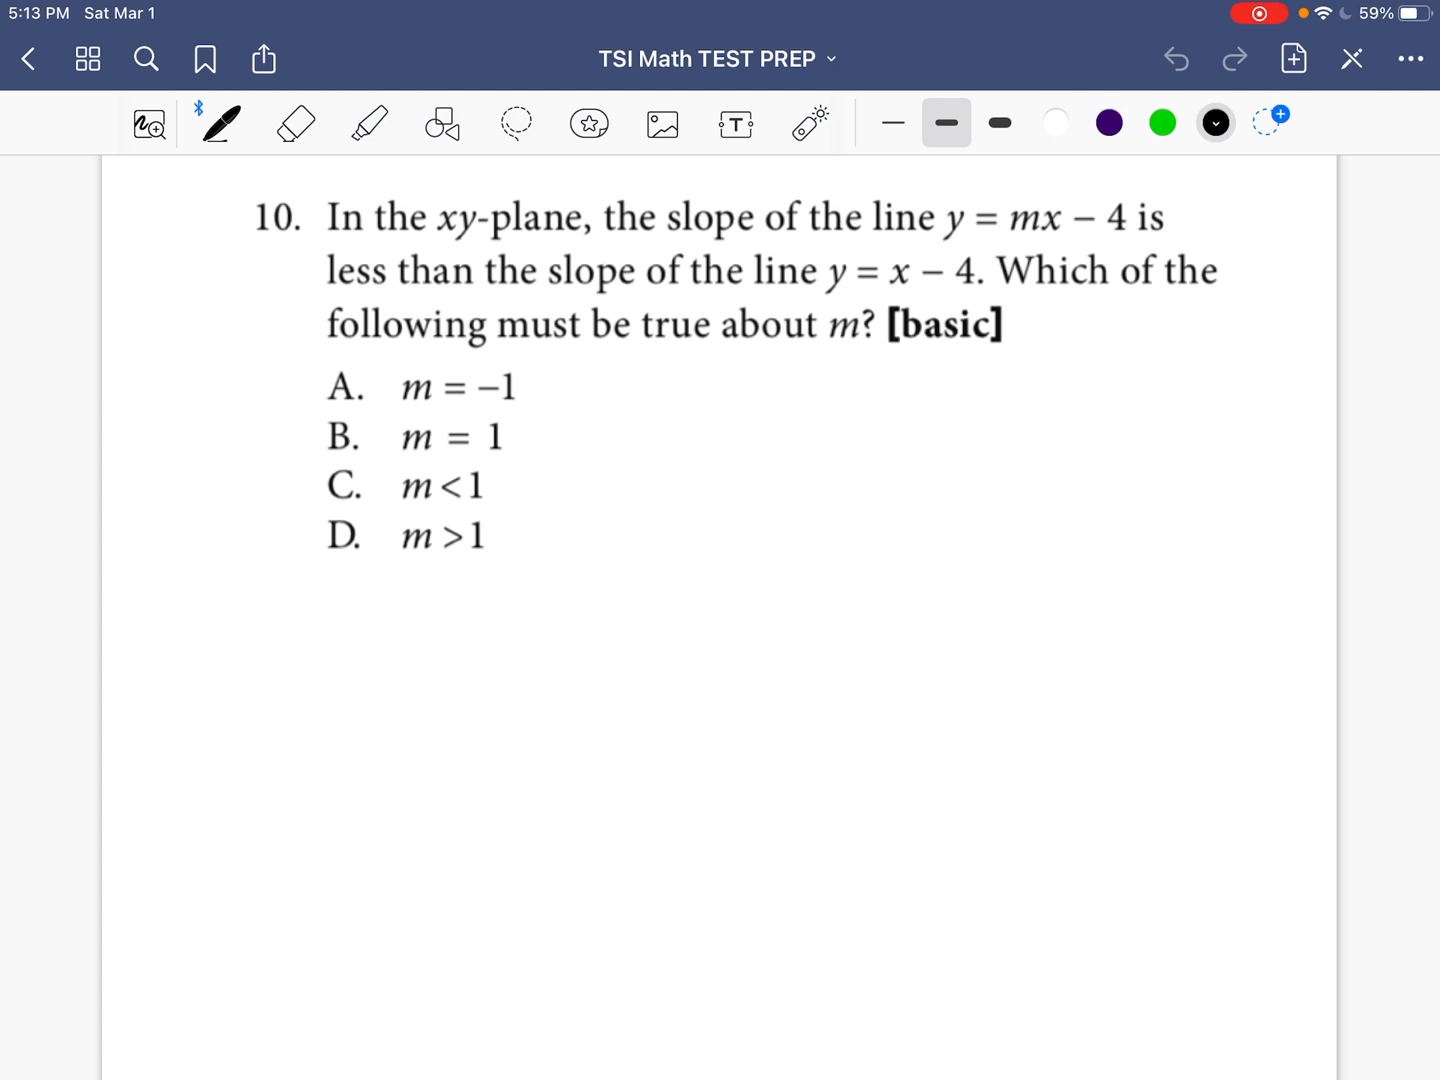 5:13 PM Sat Mar 1
59%
TSI Math TEST PREP
T
10. In the xy-plane, the slope of the line y = mx − 4 is
less than the slope of the line y = x − 4. Which of the
following must be true about m? [basic]
A. m = −1
B. m = 1
C. m < 1
D. m > 1